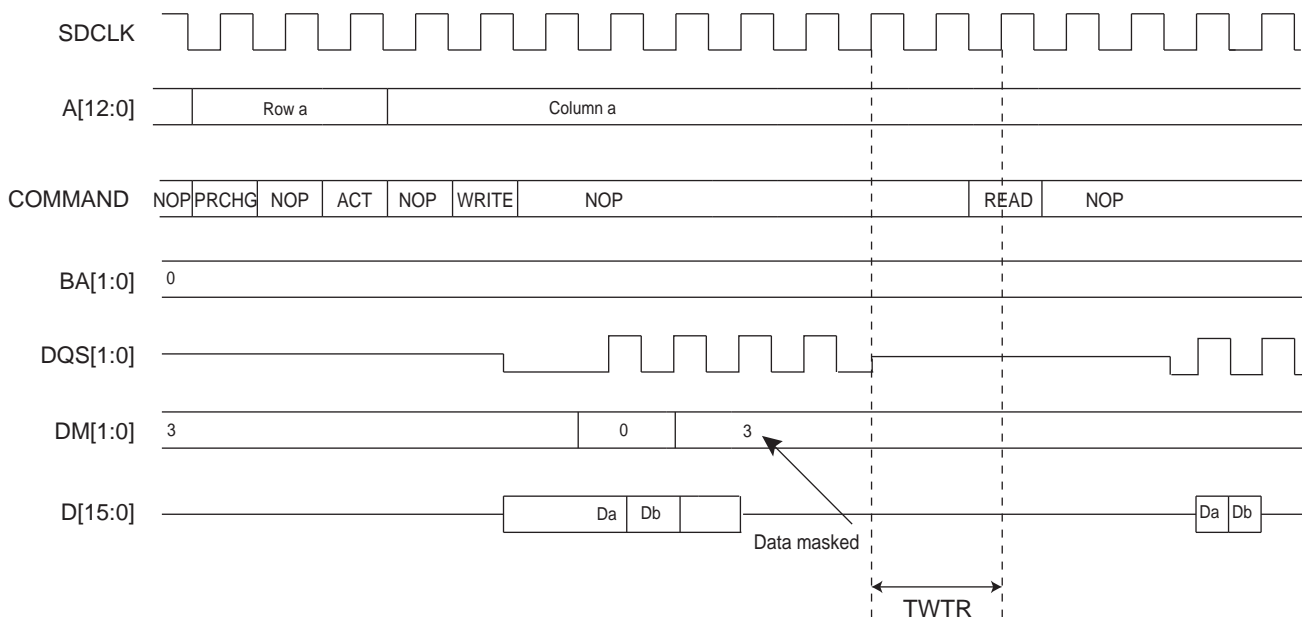 SDCLK
A[12:0] Row a Column a
COMMAND NOP PRCHG NOP ACT NOP WRITE NOP READ NOP
BA[1:0] 0
DQS[1:0]
DM[1:0] 3 0 3
D[15:0] Da Db Da Db
Data masked
TWTR